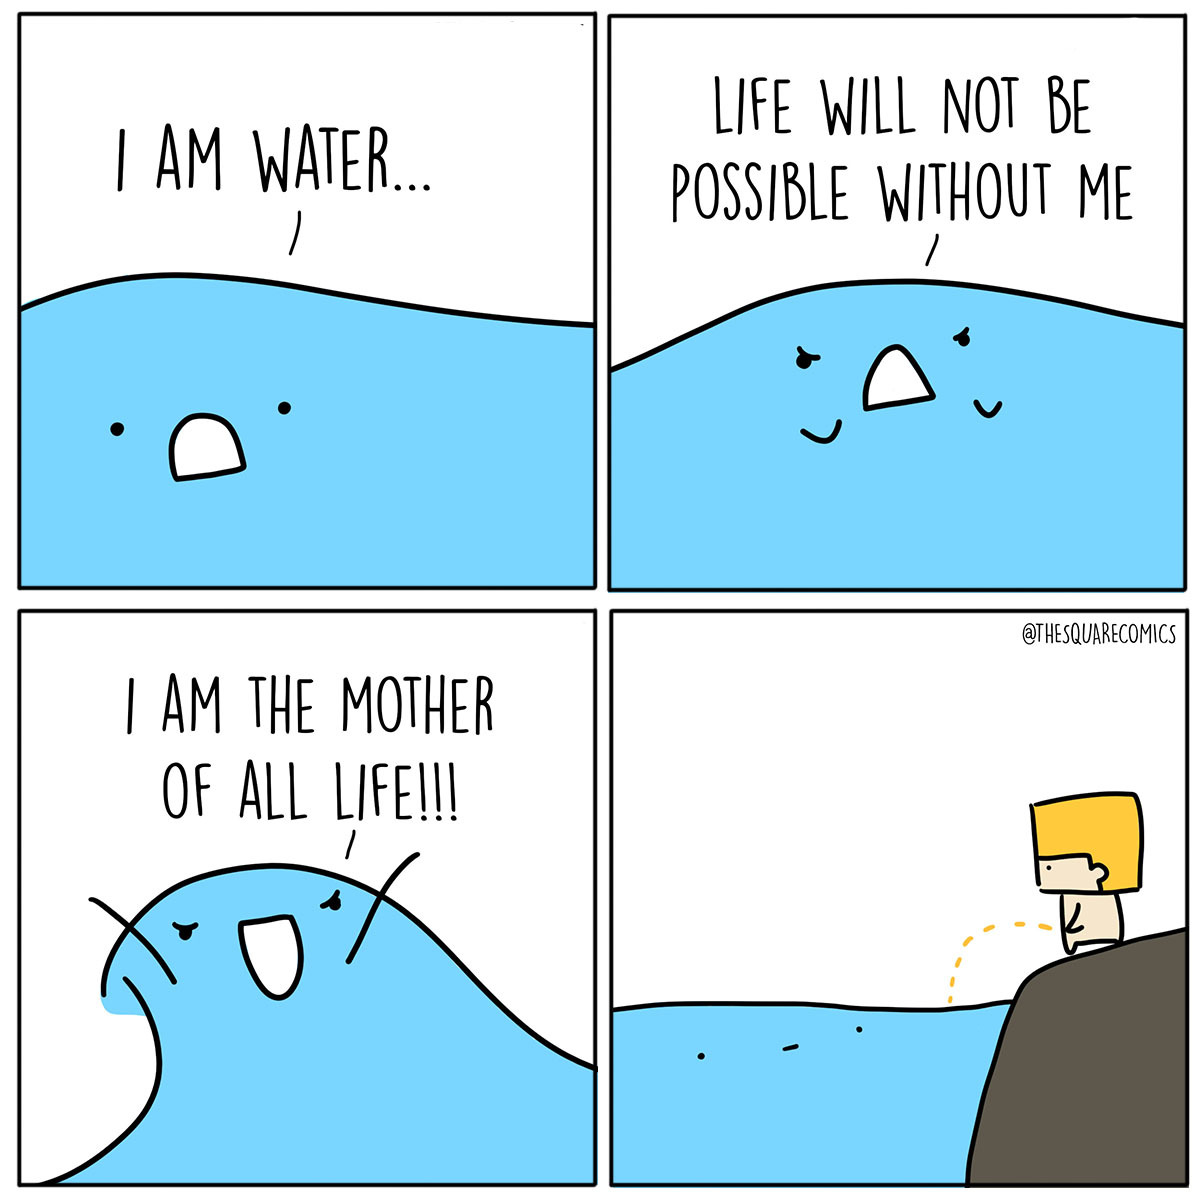 I AM WATER...
LIFE WILL NOT BE
POSSIBLE WITHOUT ME
I AM THE MOTHER
OF ALL LIFE!!!
@THESQUARECOMICS